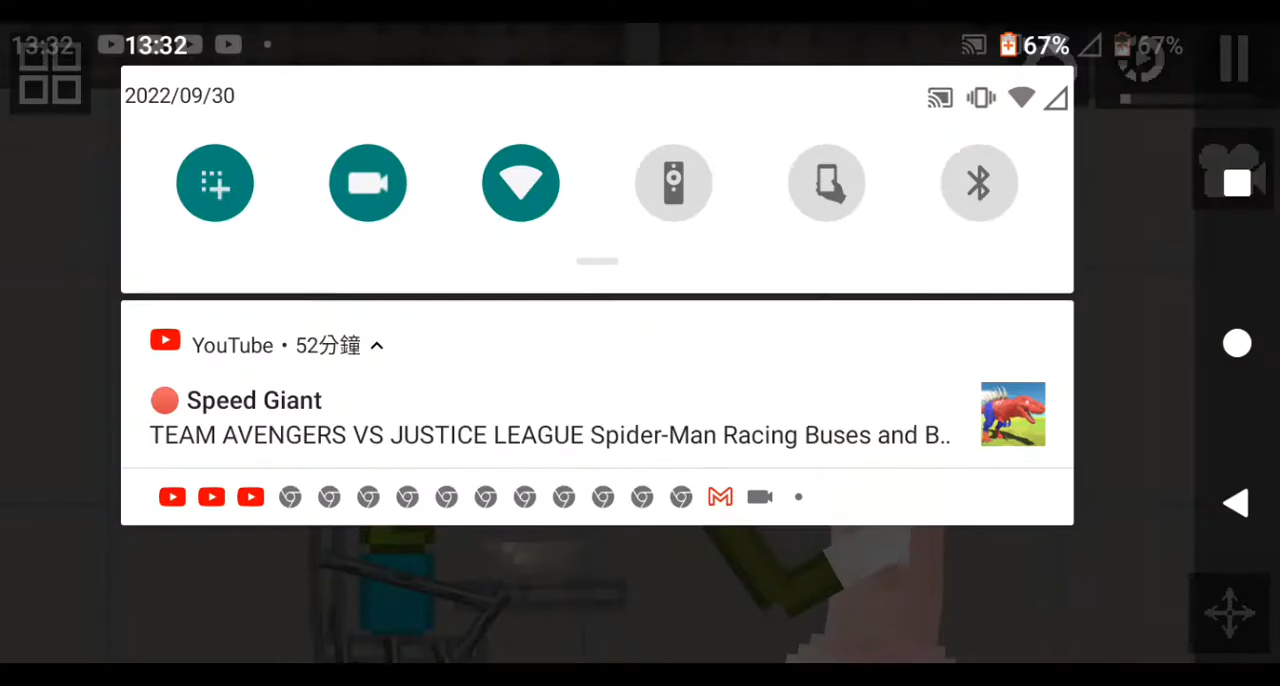 13:32
13:32
67%
67%
2022/09/30
YouTube • 52分鐘
Speed Giant
TEAM AVENGERS VS JUSTICE LEAGUE Spider-Man Racing Buses and B..